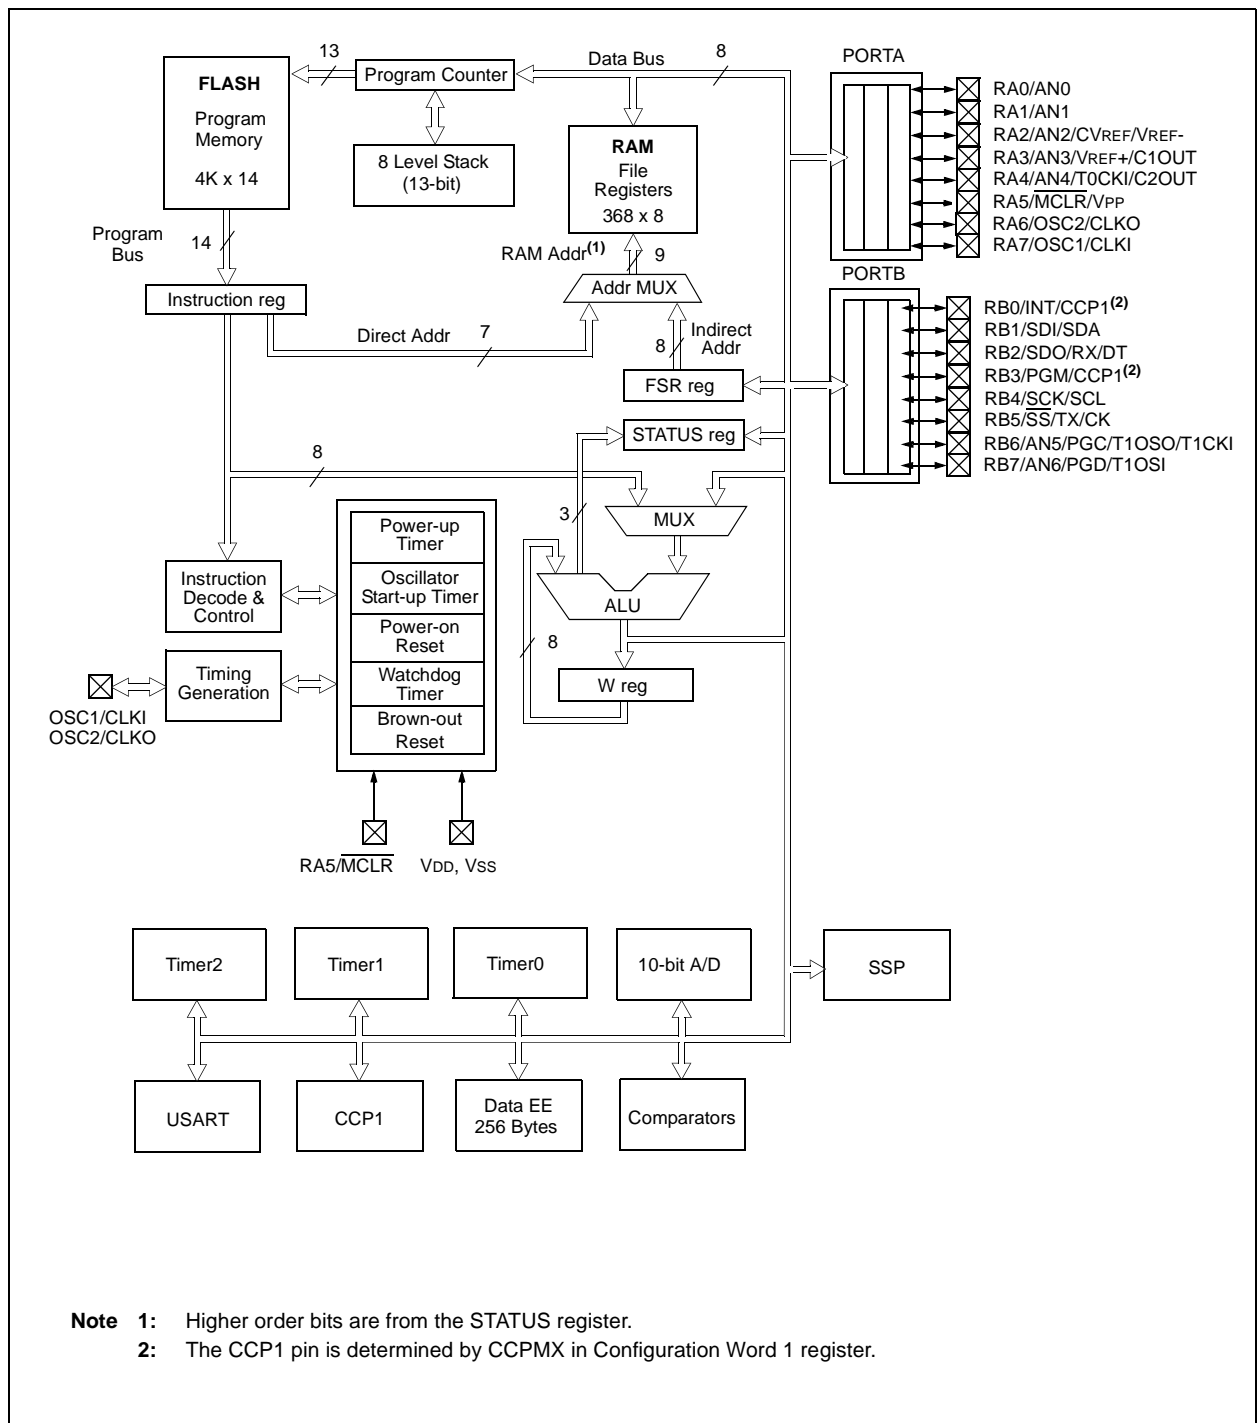 13
Data Bus
8
PORTA
FLASH
Program
Memory
4K x 14
Program Counter
8 Level Stack
(13-bit)
RAM
File
Registers
368 x 8
RA0/AN0
RA1/AN1
RA2/AN2/CVREF/VREF-
RA3/AN3/VREF+/C1OUT
RA4/AN4/T0CKI/C2OUT
RA5/MCLR/VPP
RA6/OSC2/CLKO
RA7/OSC1/CLKI
Program
Bus
14
RAM Addr(1)
9
PORTB
Instruction reg
Addr MUX
Direct Addr
7
8
Indirect
Addr
FSR reg
RB0/INT/CCP1(2)
RB1/SDI/SDA
RB2/SDO/RX/DT
RB3/PGM/CCP1(2)
RB4/SCK/SCL
RB5/SS/TX/CK
RB6/AN5/PGC/T1OSO/T1CKI
RB7/AN6/PGD/T1OSI
STATUS reg
8
3
MUX
Power-up
Timer
Oscillator
Start-up Timer
Power-on
Reset
Watchdog
Timer
Brown-out
Reset
Instruction
Decode &
Control
ALU
8
Timing
Generation
W reg
OSC1/CLKI
OSC2/CLKO
RA5/MCLR
VDD, VSS
Timer2
Timer1
Timer0
10-bit A/D
SSP
USART
CCP1
Data EE
256 Bytes
Comparators
Note 1: Higher order bits are from the STATUS register.
2: The CCP1 pin is determined by CCPMX in Configuration Word 1 register.